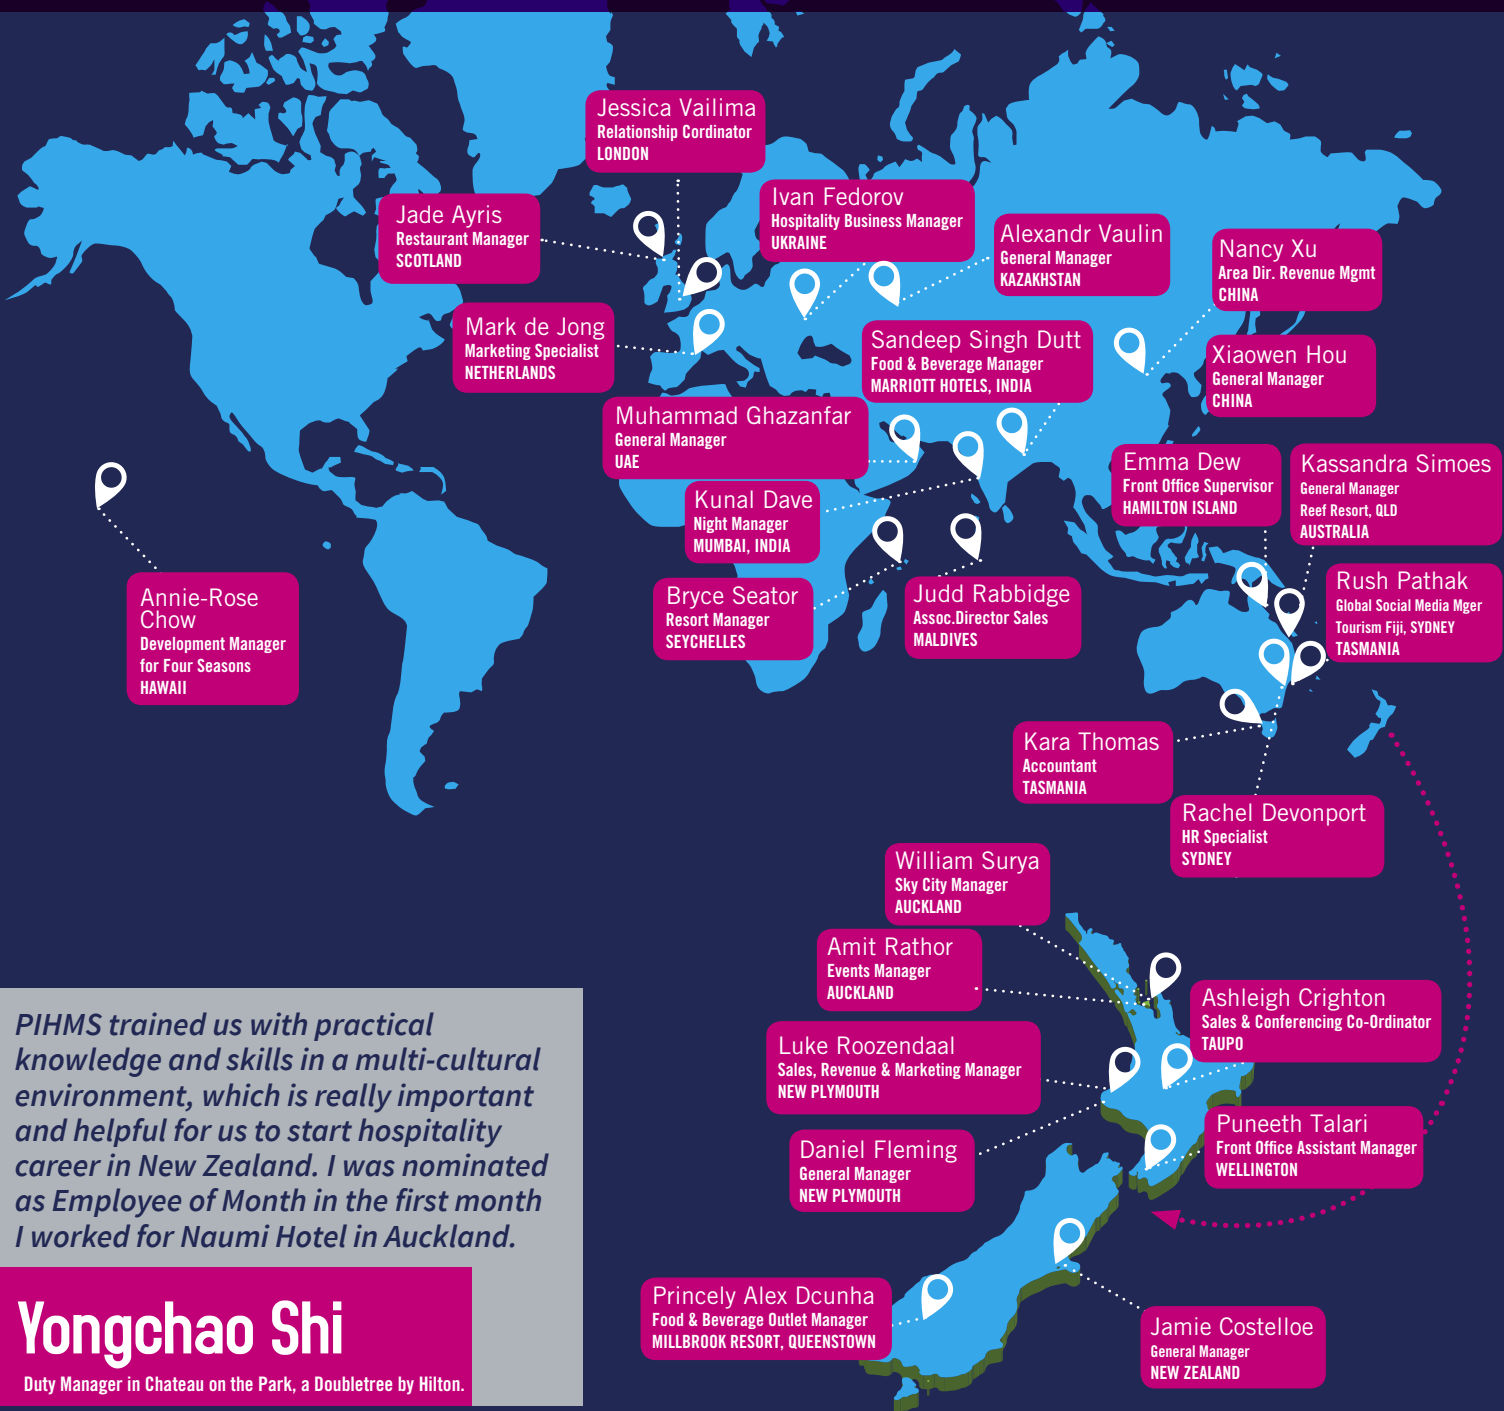 Jessica Vailima
Relationship Cordinator
LONDON
Jade Ayris
Restaurant Manager
SCOTLAND
Ivan Fedorov
Hospitality Business Manager
UKRAINE
Alexandr Vaulin
General Manager
KAZAKHSTAN
Nancy Xu
Area Dir. Revenue Mgmt
CHINA
Mark de Jong
Marketing Specialist
NETHERLANDS
Sandeep Singh Dutt
Food & Beverage Manager
MARRIOTT HOTELS, INDIA
Xiaowen Hou
General Manager
CHINA
Muhammad Ghazanfar
General Manager
UAE
Kunal Dave
Night Manager
MUMBAI, INDIA
Emma Dew
Front Office Supervisor
HAMILTON ISLAND
Kassandra Simoes
General Manager
Reef Resort, QLD
AUSTRALIA
Annie-Rose
Chow
Development Manager
for Four Seasons
HAWAII
Bryce Seator
Resort Manager
SEYCHELLES
Judd Rabbidge
Assoc.Director Sales
MALDIVES
Rush Pathak
Global Social Media Mger
Tourism Fiji, SYDNEY
TASMANIA
Kara Thomas
Accountant
TASMANIA
Rachel Devonport
HR Specialist
SYDNEY
William Surya
Sky City Manager
AUCKLAND
Amit Rathor
Events Manager
AUCKLAND
Ashleigh Crighton
Sales & Conferencing Co-Ordinator
TAUPO
Luke Roozendaal
Sales, Revenue & Marketing Manager
NEW PLYMOUTH
Puneeth Talari
Front Office Assistant Manager
WELLINGTON
Daniel Fleming
General Manager
NEW PLYMOUTH
Princely Alex Dcunha
Food & Beverage Outlet Manager
MILLBROOK RESORT, QUEENSTOWN
Jamie Costelloe
General Manager
NEW ZEALAND
PIHMS trained us with practical
knowledge and skills in a multi-cultural
environment, which is really important
and helpful for us to start hospitality
career in New Zealand. I was nominated
as Employee of Month in the first month
I worked for Naumi Hotel in Auckland.
Yongchao Shi
Duty Manager in Chateau on the Park, a Doubletree by Hilton.